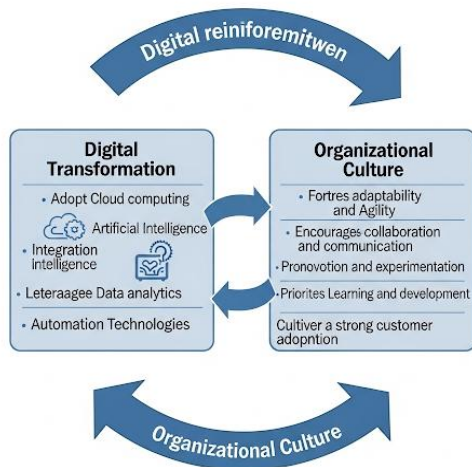 Digital reiniforemitwen
Digital
Transformation
• Adopt Cloud computing
Artificial Intelligence
• Integration
Intelligence
• Leteraagee Data analytics
• Automation Technologies
Organizational
Culture
• Fortres adaptability
and Agility
• Encourages collaboration
and communication
• Pronovotion and experimentation
• Priorites Learning and development
Cultiver a strong customer
adopntion
Organizational Culture